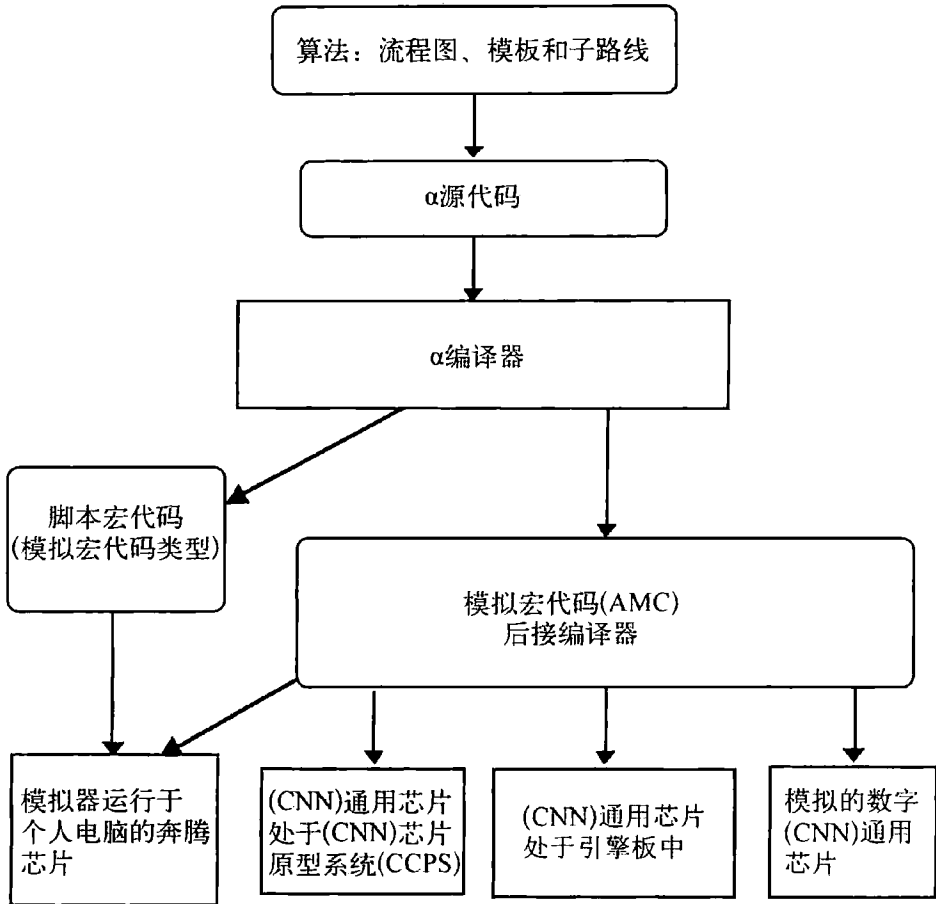 算法：流程图、模板和子路线
α源代码
α编译器
脚本宏代码
(模拟宏代码类型)
模拟宏代码(AMC)
后接编译器
模拟器运行于
个人电脑的奔腾
芯片
(CNN)通用芯片
处于(CNN)芯片
原型系统(CCPS)
(CNN)通用芯片
处于引擎板中
模拟的数字
(CNN)通用
芯片